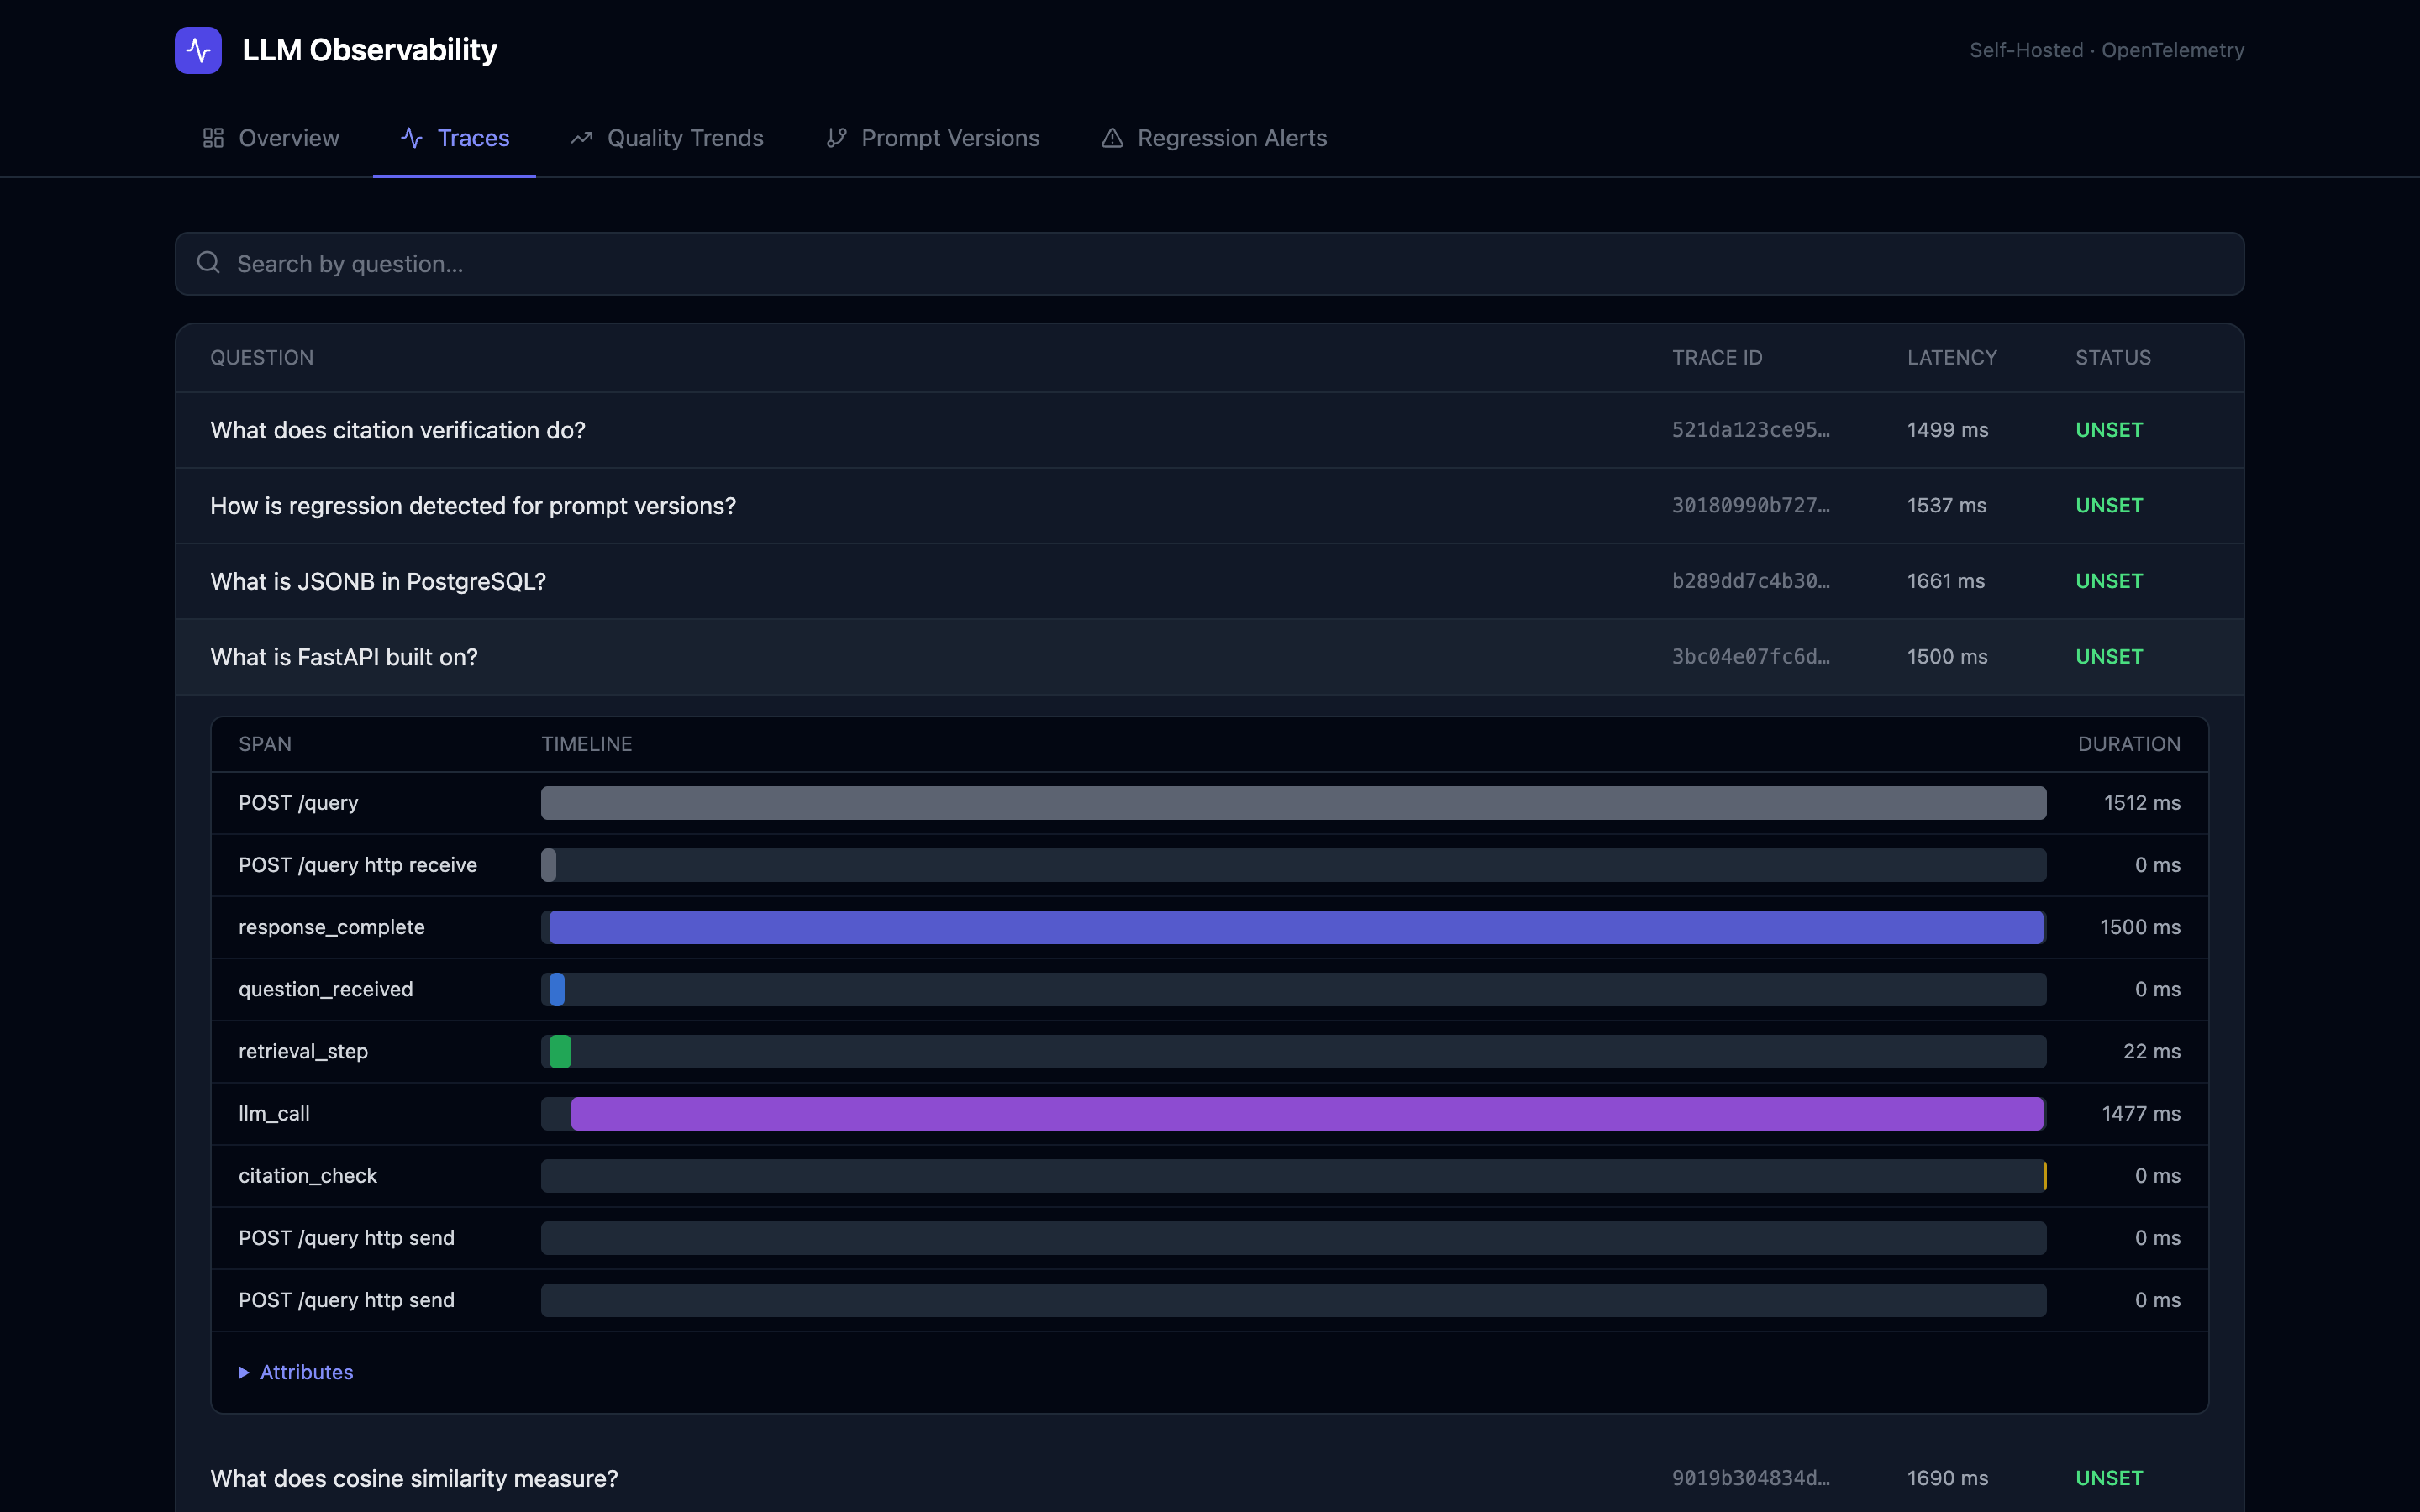 LLM Observability
Self-Hosted · OpenTelemetry
Overview
Traces
Quality Trends
Prompt Versions
Regression Alerts
Search by question...
QUESTION TRACE ID LATENCY STATUS
What does citation verification do? 521da123ce95… 1499 ms UNSET
How is regression detected for prompt versions? 30180990b727… 1537 ms UNSET
What is JSONB in PostgreSQL? b289dd7c4b30… 1661 ms UNSET
What is FastAPI built on? 3bc04e07fc6d… 1500 ms UNSET
SPAN TIMELINE DURATION
POST /query 1512 ms
POST /query http receive 0 ms
response_complete 1500 ms
question_received 0 ms
retrieval_step 22 ms
llm_call 1477 ms
citation_check 0 ms
POST /query http send 0 ms
POST /query http send 0 ms
Attributes
What does cosine similarity measure? 9019b304834d… 1690 ms UNSET